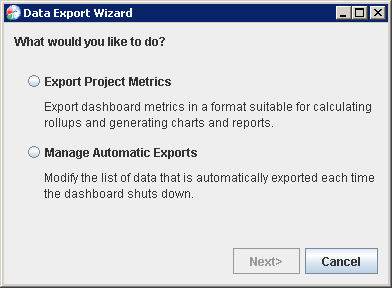 Data Export Wizard
What would you like to do?
Export Project Metrics
Export dashboard metrics in a format suitable for calculating
rollups and generating charts and reports.
Manage Automatic Exports
Modify the list of data that is automatically exported each time
the dashboard shuts down.
Next>
Cancel